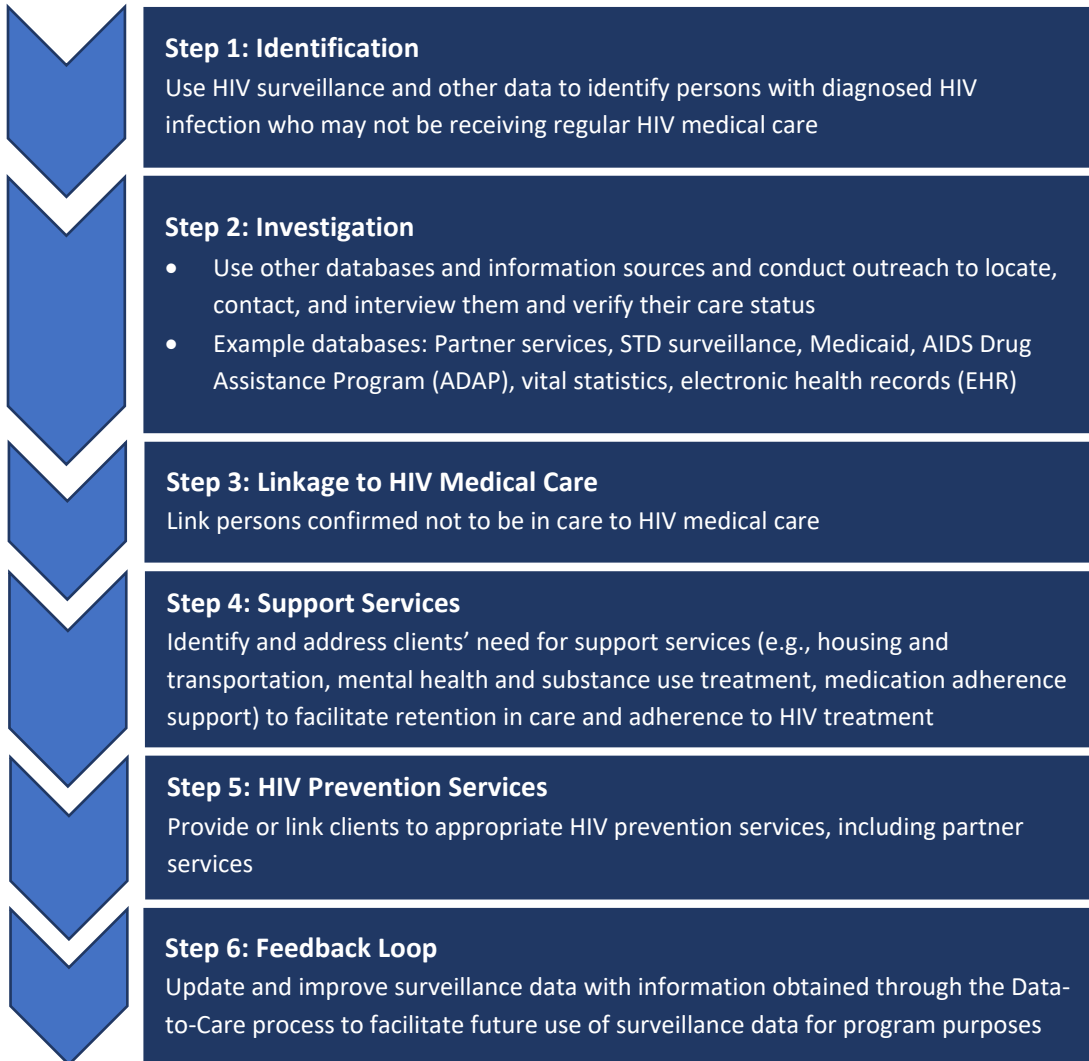 Step 1: Identification
Use HIV surveillance and other data to identify persons with diagnosed HIV
infection who may not be receiving regular HIV medical care
Step 2: Investigation
• Use other databases and information sources and conduct outreach to locate,
contact, and interview them and verify their care status
• Example databases: Partner services, STD surveillance, Medicaid, AIDS Drug
Assistance Program (ADAP), vital statistics, electronic health records (EHR)
Step 3: Linkage to HIV Medical Care
Link persons confirmed not to be in care to HIV medical care
Step 4: Support Services
Identify and address clients’ need for support services (e.g., housing and
transportation, mental health and substance use treatment, medication adherence
support) to facilitate retention in care and adherence to HIV treatment
Step 5: HIV Prevention Services
Provide or link clients to appropriate HIV prevention services, including partner
services
Step 6: Feedback Loop
Update and improve surveillance data with information obtained through the Data-
to-Care process to facilitate future use of surveillance data for program purposes